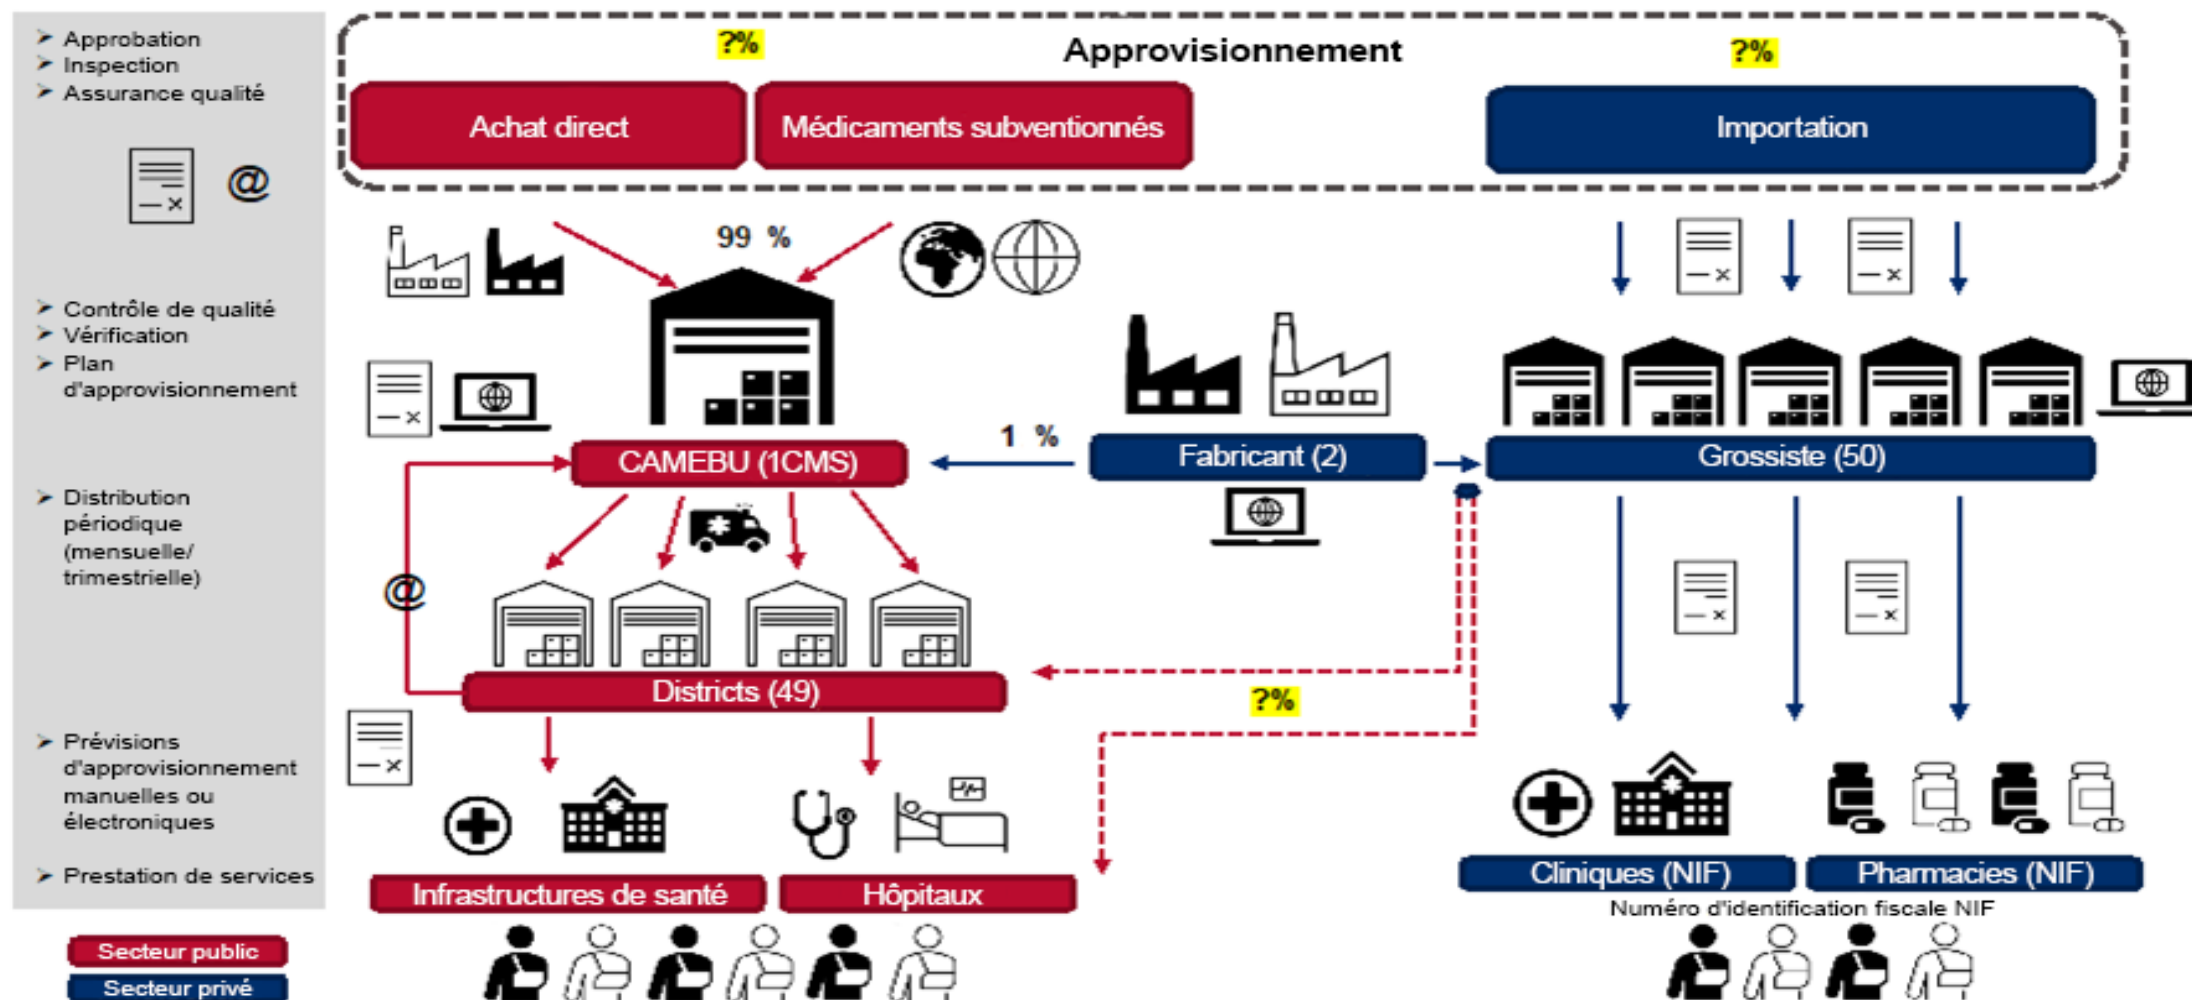 Approbation
Inspection
Assurance qualité
@
Contrôle de qualité
Vérification
Plan
d'approvisionnement
Distribution
périodique
(mensuelle/
trimestrielle)
Prévisions
d'approvisionnement
manuelles ou
électroniques
Prestation de services
Secteur public
Secteur privé
?%
Approvisionnement
?%
Achat direct
Médicaments subventionnés
Importation
99 %
CAMEBU (1CMS)
1 %
Fabricant (2)
Grossiste (50)
@
Districts (49)
?%
Infrastructures de santé
Hôpitaux
Cliniques (NIF)
Pharmacies (NIF)
Numéro d'identification fiscale NIF